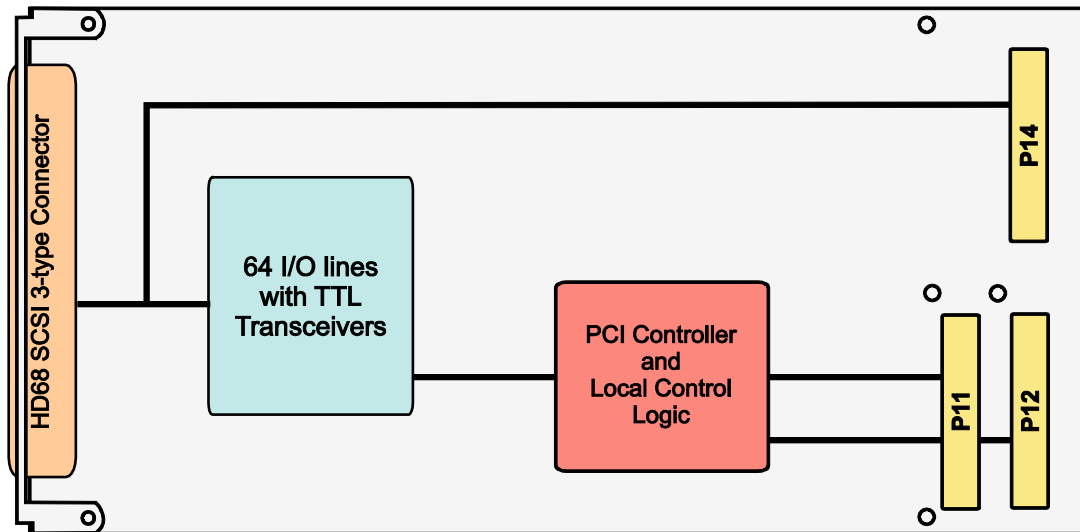 HD68 SCSI 3-type Connector
64 I/O lines
with TTL
Transceivers
PCI Controller
and
Local Control
Logic
P14
P11
P12